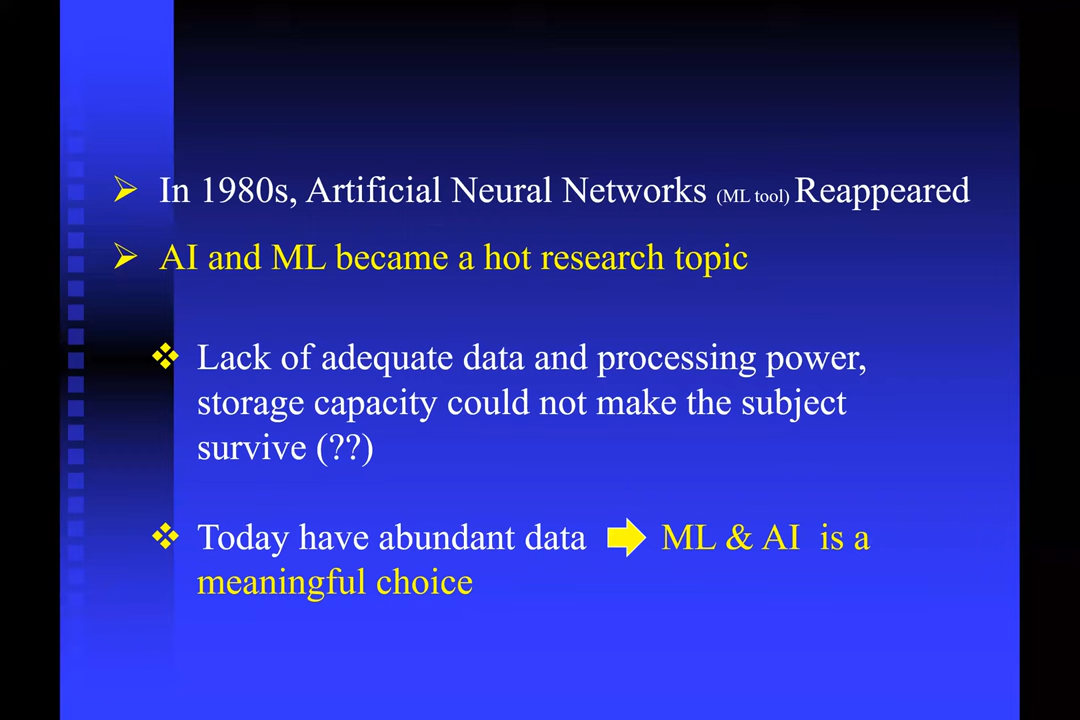 In 1980s, Artificial Neural Networks (ML tool) Reappeared
AI and ML became a hot research topic
Lack of adequate data and processing power,
storage capacity could not make the subject
survive (??)
Today have abundant data ML & AI is a
meaningful choice